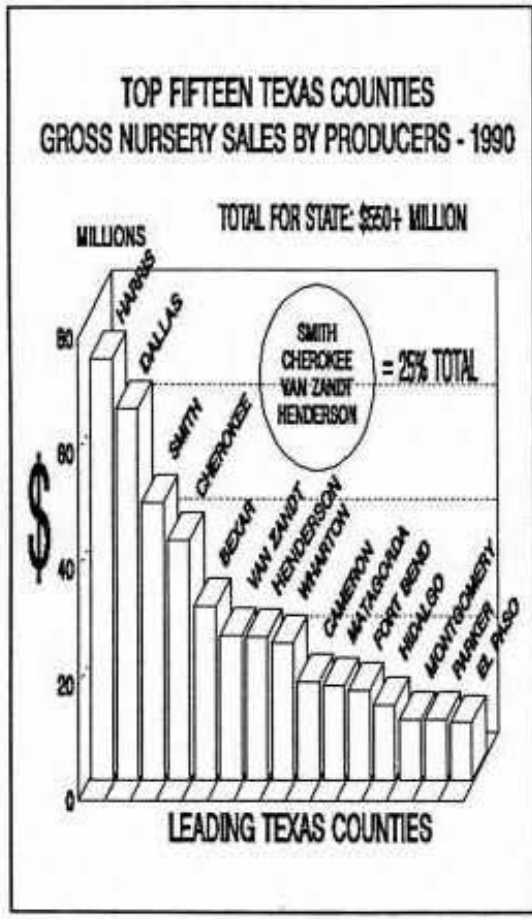 TOP FIFTEEN TEXAS COUNTIES
GROSS NURSERY SALES BY PRODUCERS - 1990
TOTAL FOR STATE: $550+ MILLION
MILLIONS
80
60
40
20
0
$
HARRIS
DALLAS
SMITH
CHEROKEE
BEXAR
VAN ZANDT
HENDERSON
WHARTON
CAMERON
MATAGORDA
FORT BEND
HIDALGO
MONTGOMERY
PARKER
EL PASO
SMITH
CHEROKEE
VAN ZANDT
HENDERSON
= 25% TOTAL
LEADING TEXAS COUNTIES